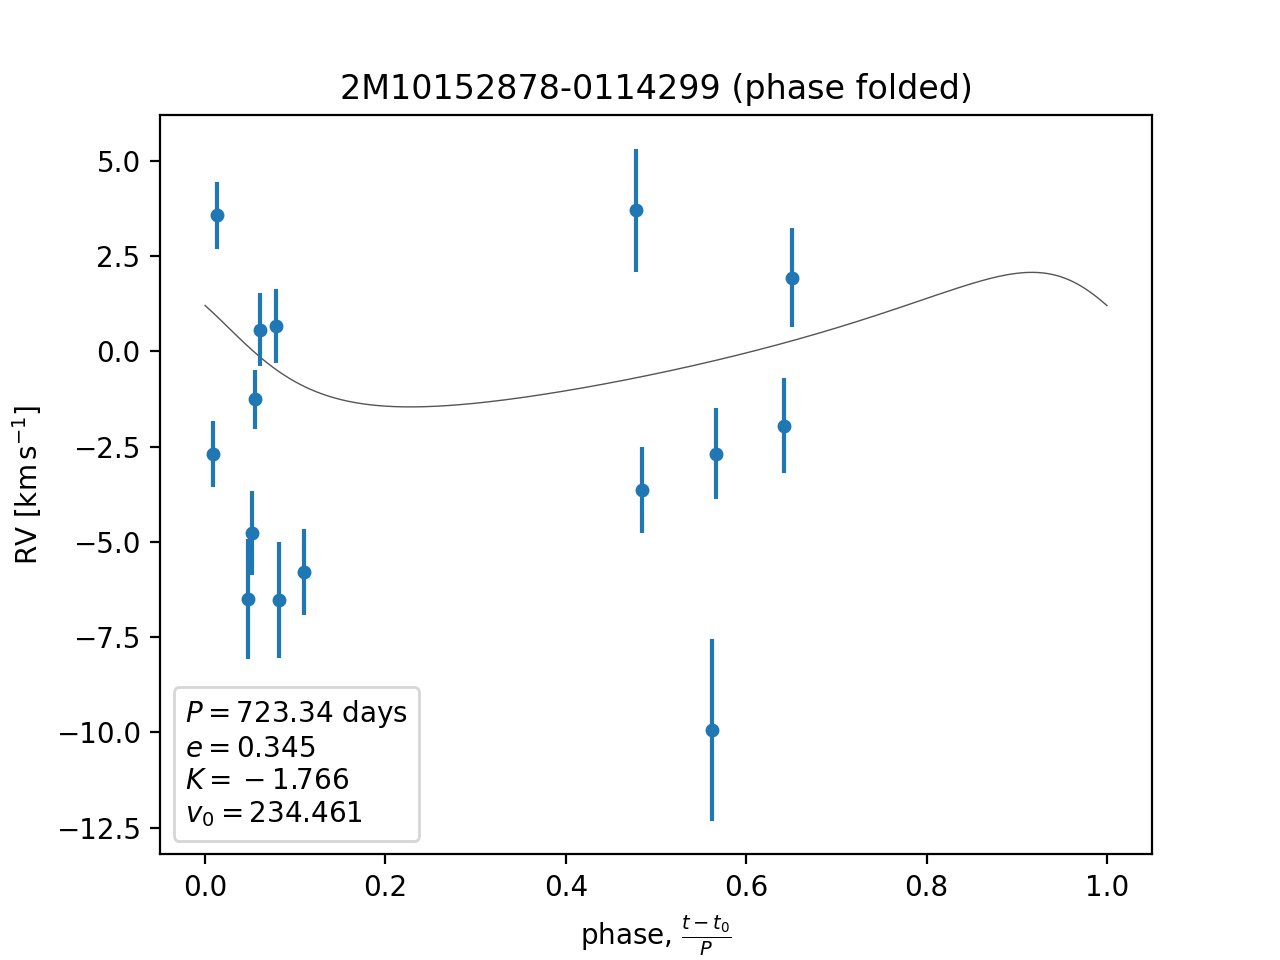 2M10152878-0114299 (phase folded)
RV [km s⁻¹]
5.0
2.5
0.0
−2.5
−5.0
−7.5
−10.0
−12.5
P = 723.34 days
e = 0.345
K = −1.766
v₀ = 234.461
0.0 0.2 0.4 0.6 0.8 1.0
phase, (t − t₀)/P